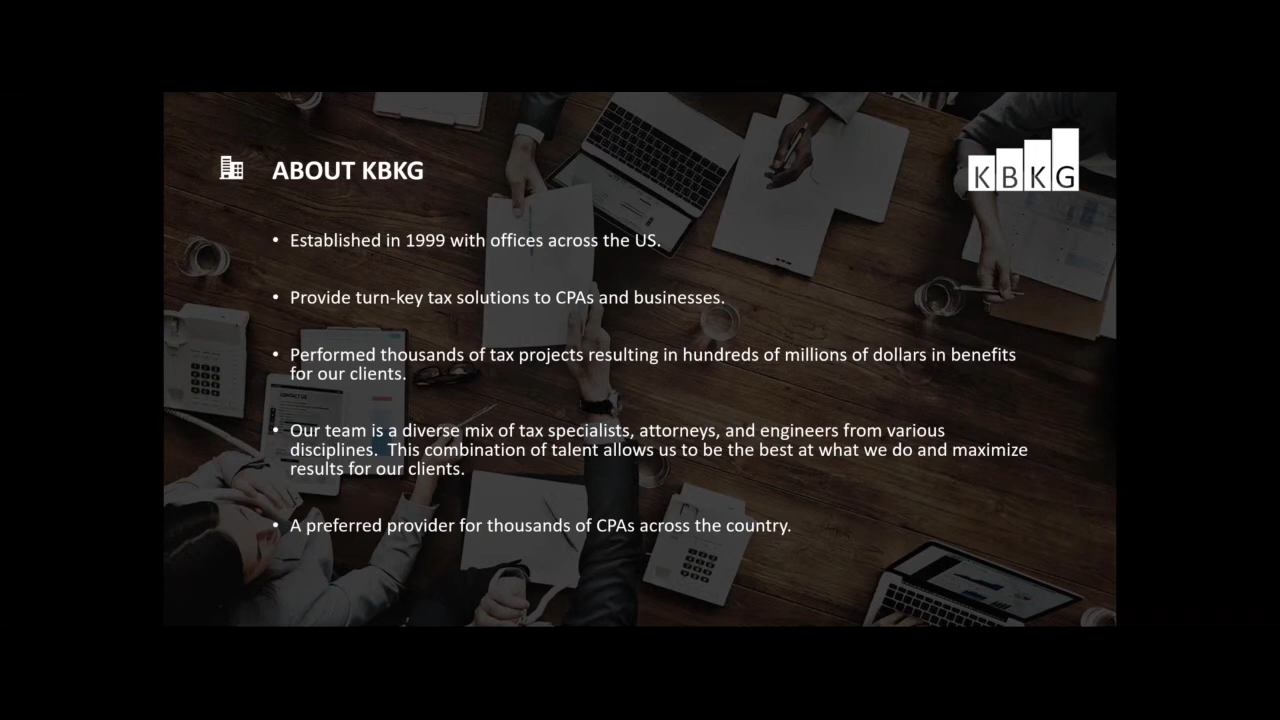 ABOUT KBKG
KBKG
• Established in 1999 with offices across the US.
• Provide turn-key tax solutions to CPAs and businesses.
• Performed thousands of tax projects resulting in hundreds of millions of dollars in benefits
for our clients.
• Our team is a diverse mix of tax specialists, attorneys, and engineers from various
disciplines.  This combination of talent allows us to be the best at what we do and maximize
results for our clients.
• A preferred provider for thousands of CPAs across the country.
CONTACT US